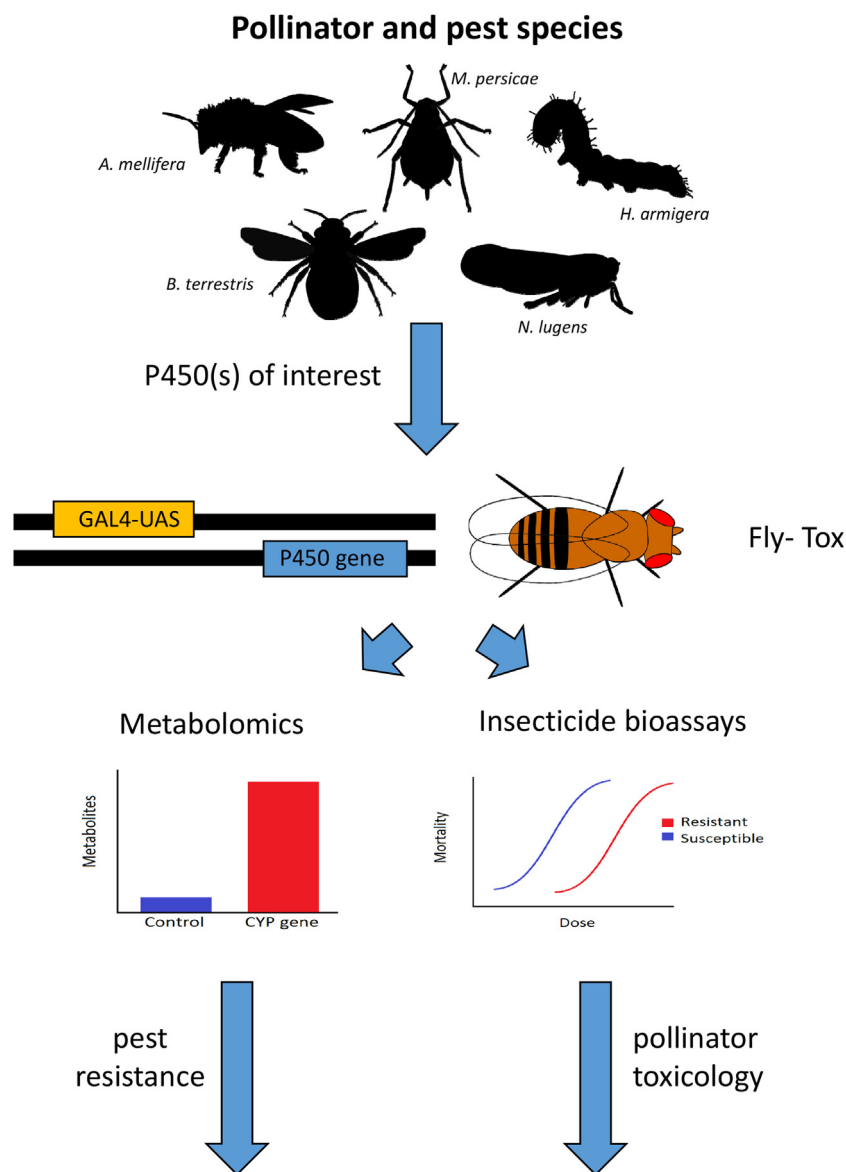 Pollinator and pest species
M. persicae
A. mellifera
H. armigera
B. terrestris
N. lugens
P450(s) of interest
GAL4-UAS
P450 gene
Fly- Tox
Metabolomics
Insecticide bioassays
Metabolites
Control
CYP gene
Mortality
Resistant
Susceptible
Dose
pest
resistance
pollinator
toxicology